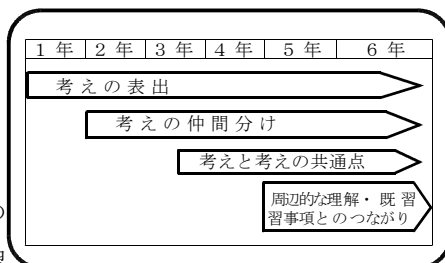 1 年 2 年 3 年 4 年 5 年 6 年
考えの表出
考えの仲間分け
考えと考えの共通点
周辺的な理解・既習
習事項とのつながり
の